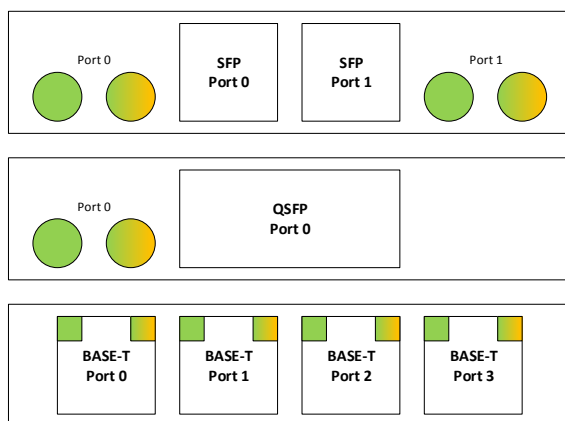 Port 0
SFP
Port 0
SFP
Port 1
Port 1
Port 0
QSFP
Port 0
BASE-T
Port 0
BASE-T
Port 1
BASE-T
Port 2
BASE-T
Port 3